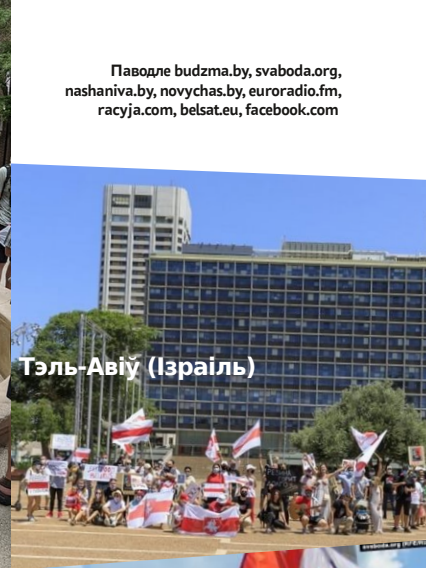 Паводле budzma.by, svaboda.org,
nashaniva.by, novychas.by, euroradio.fm,
racyja.com, belsat.eu, facebook.com
Тэль-Авіў (Ізраіль)